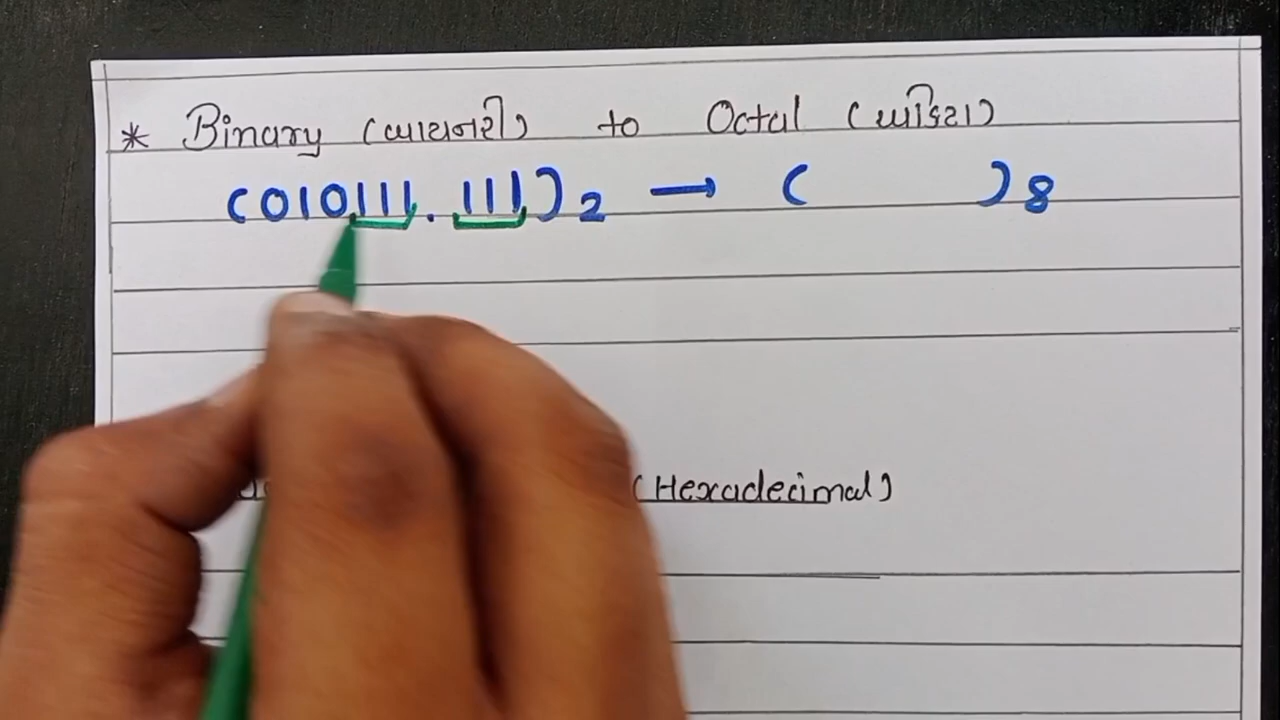 * Binary (બાયનરી) to Octal (ઓક્ટલ)
(010111.111)₂ → ( )₈
(Hexadecimal)